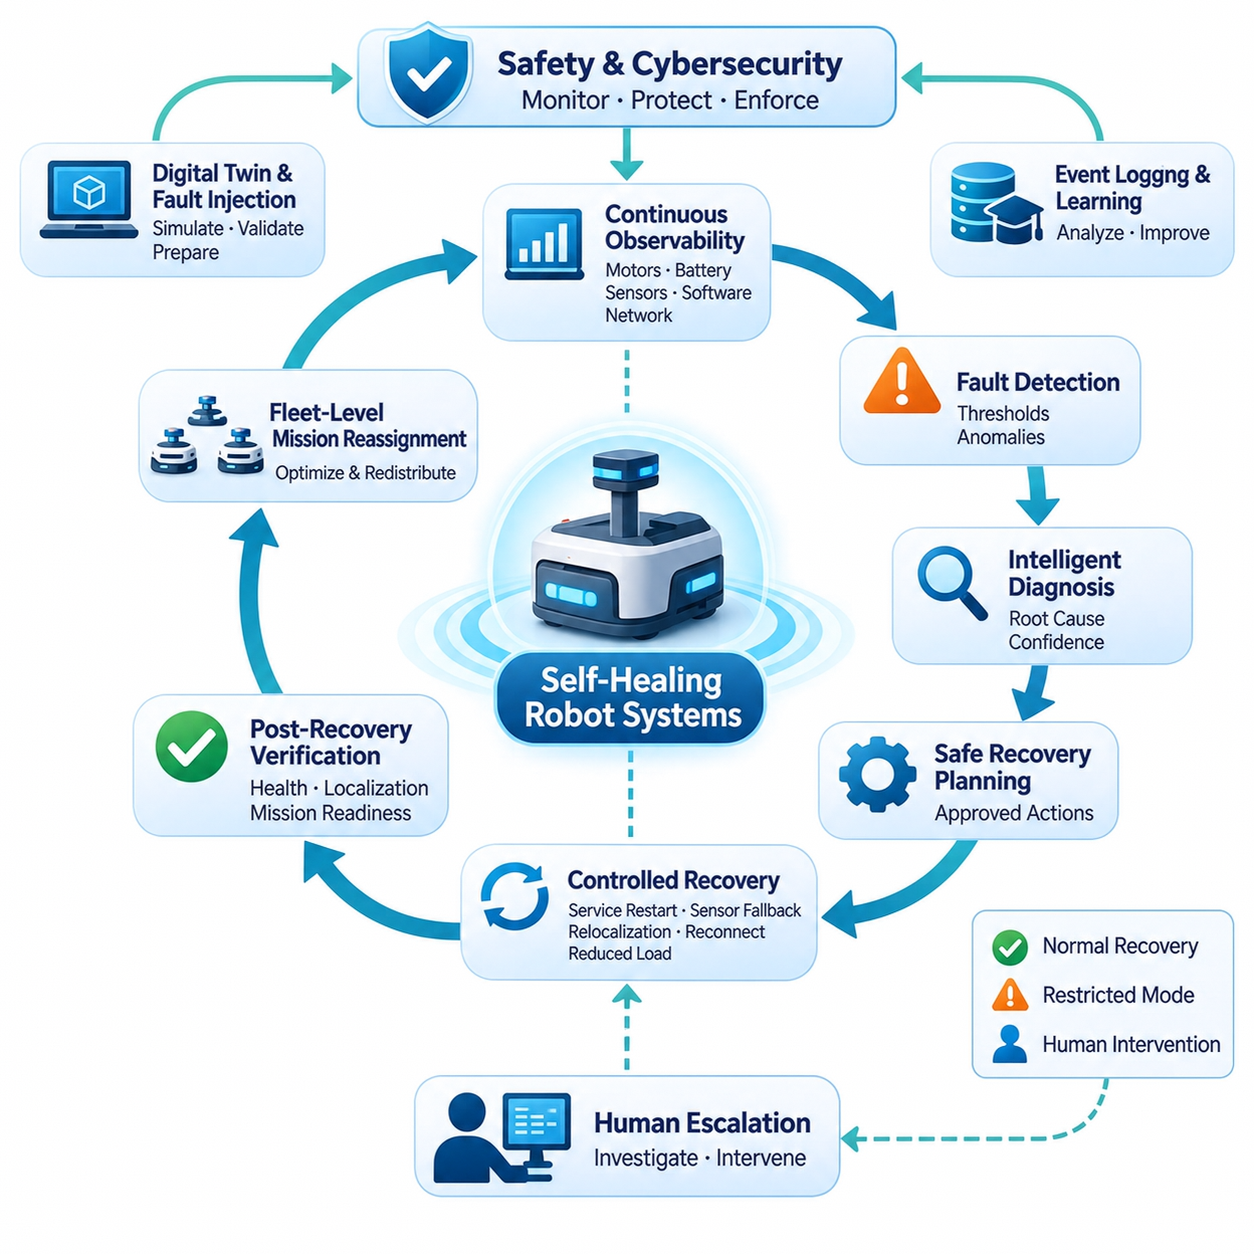 Safety & Cybersecurity
Monitor · Protect · Enforce
Digital Twin &
Fault Injection
Simulate · Validate
Prepare
Continuous
Observability
Motors · Battery
Sensors · Software
Network
Event Loggng &
Learning
Analyze · Improve
Fleet-Level
Mission Reassignment
Optimize & Redistribute
Fault Detection
Thresholds
Anomalies
Intelligent
Diagnosis
Root Cause
Confidence
Self-Healing
Robot Systems
Post-Recovery
Verification
Health · Localization
Mission Readiness
Safe Recovery
Planning
Approved Actions
Controlled Recovery
Service Restart · Sensor Fallback
Relocalization · Reconnect
Reduced Load
Normal Recovery
Restricted Mode
Human Intervention
Human Escalation
Investigate · Intervene